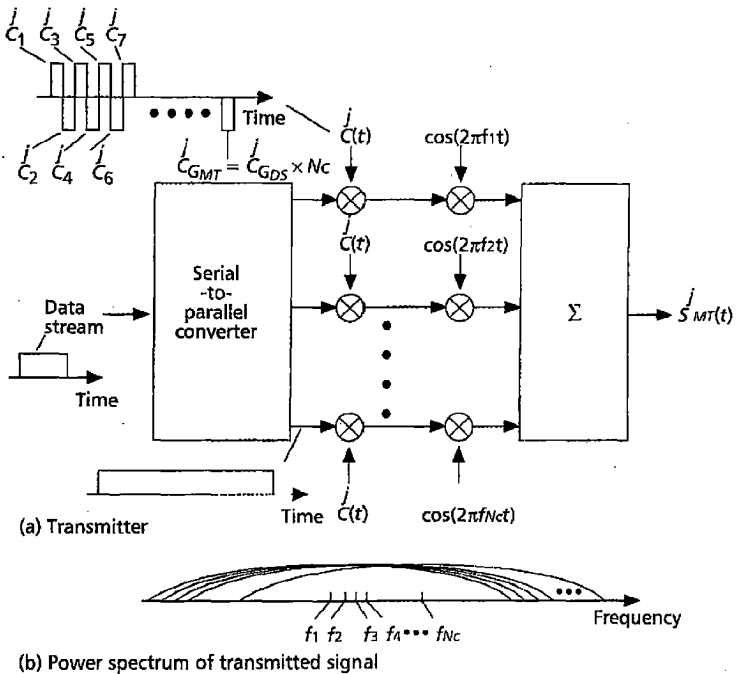 j j j j
C1 C3 C5 C7
Time
j j j
C2 C4 C6
j j
CGMT = CGDS × Nc
j
C(t)
cos(2πf1t)
j
C(t)
cos(2πf2t)
Serial
-to-
parallel
converter
Data
stream
Time
Σ
j
SMT(t)
Time
j
C(t)
cos(2πfNct)
(a) Transmitter
f1 f2 f3 f4 ••• fNc
•••
Frequency
(b) Power spectrum of transmitted signal